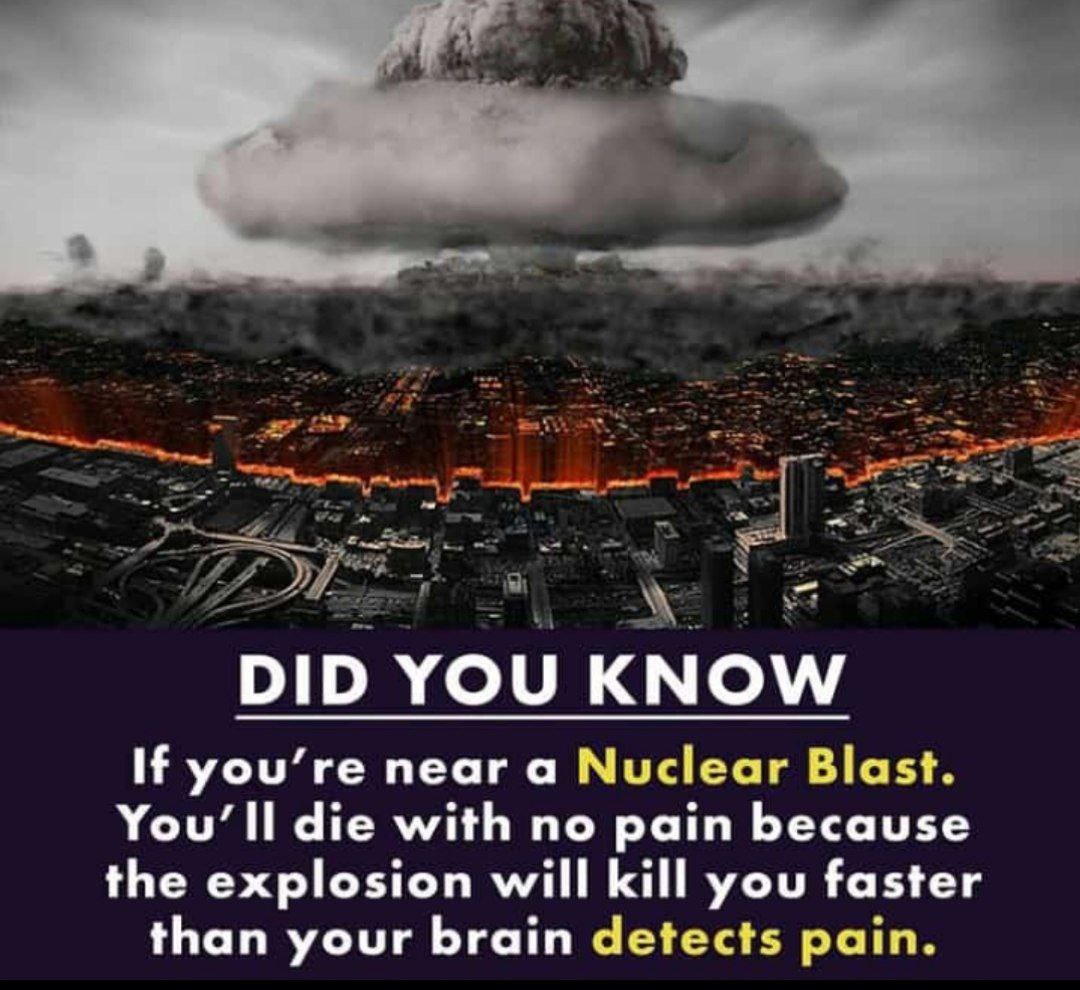 DID YOU KNOW
If you’re near a Nuclear Blast.
You’ll die with no pain because
the explosion will kill you faster
than your brain detects pain.